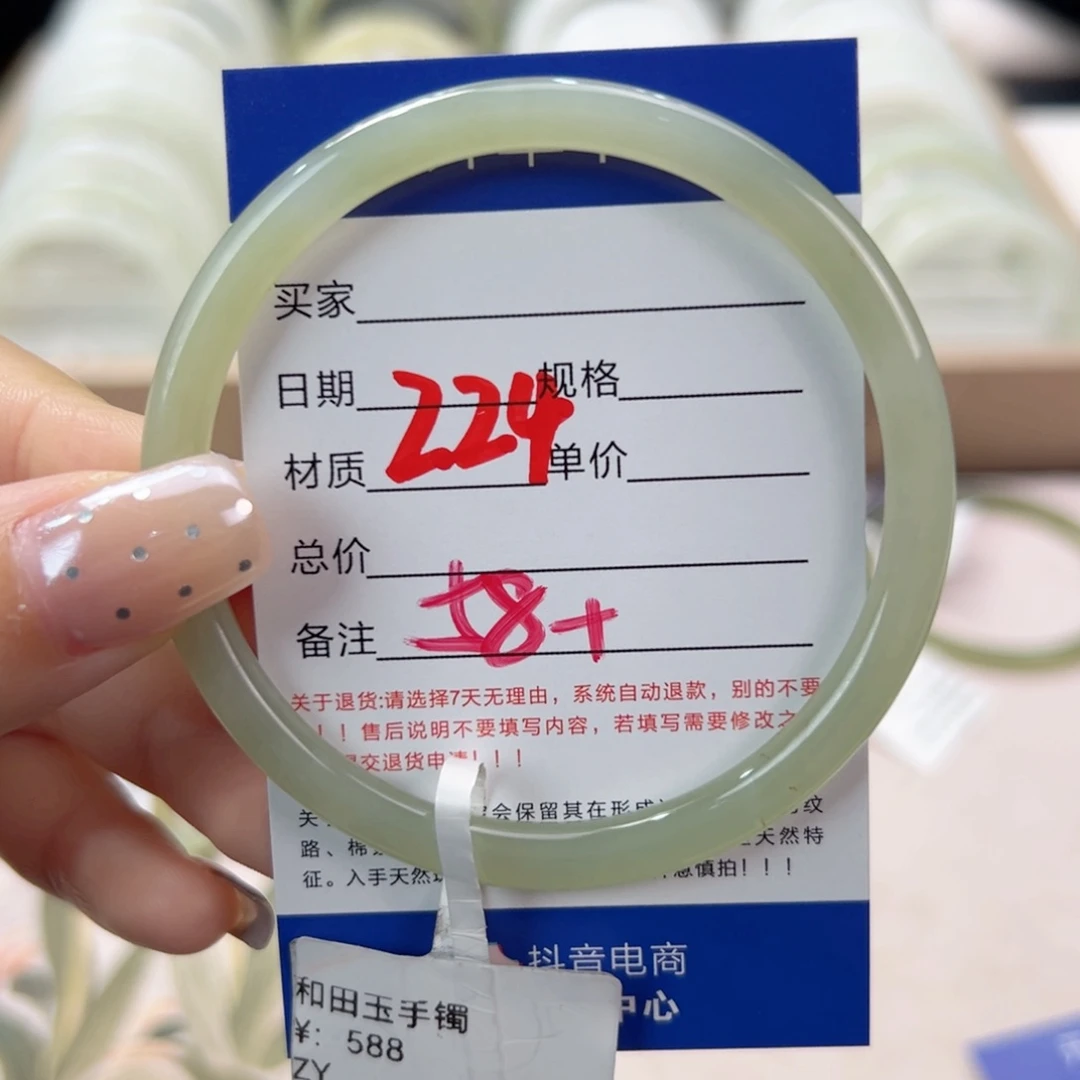 买家
日期 224 规格
材质 单价
总价
备注 58+
关于退货:请选择7天无理由，系统自动退款，别的不要
！！售后说明不要填写内容，若填写需要修改之
交退货申请！！！
关 会保留其在形成 纹
路、棉 天然特
征。入手天然 慎拍！！！
抖音电商
中心
和田玉手镯
¥: 588
ZY